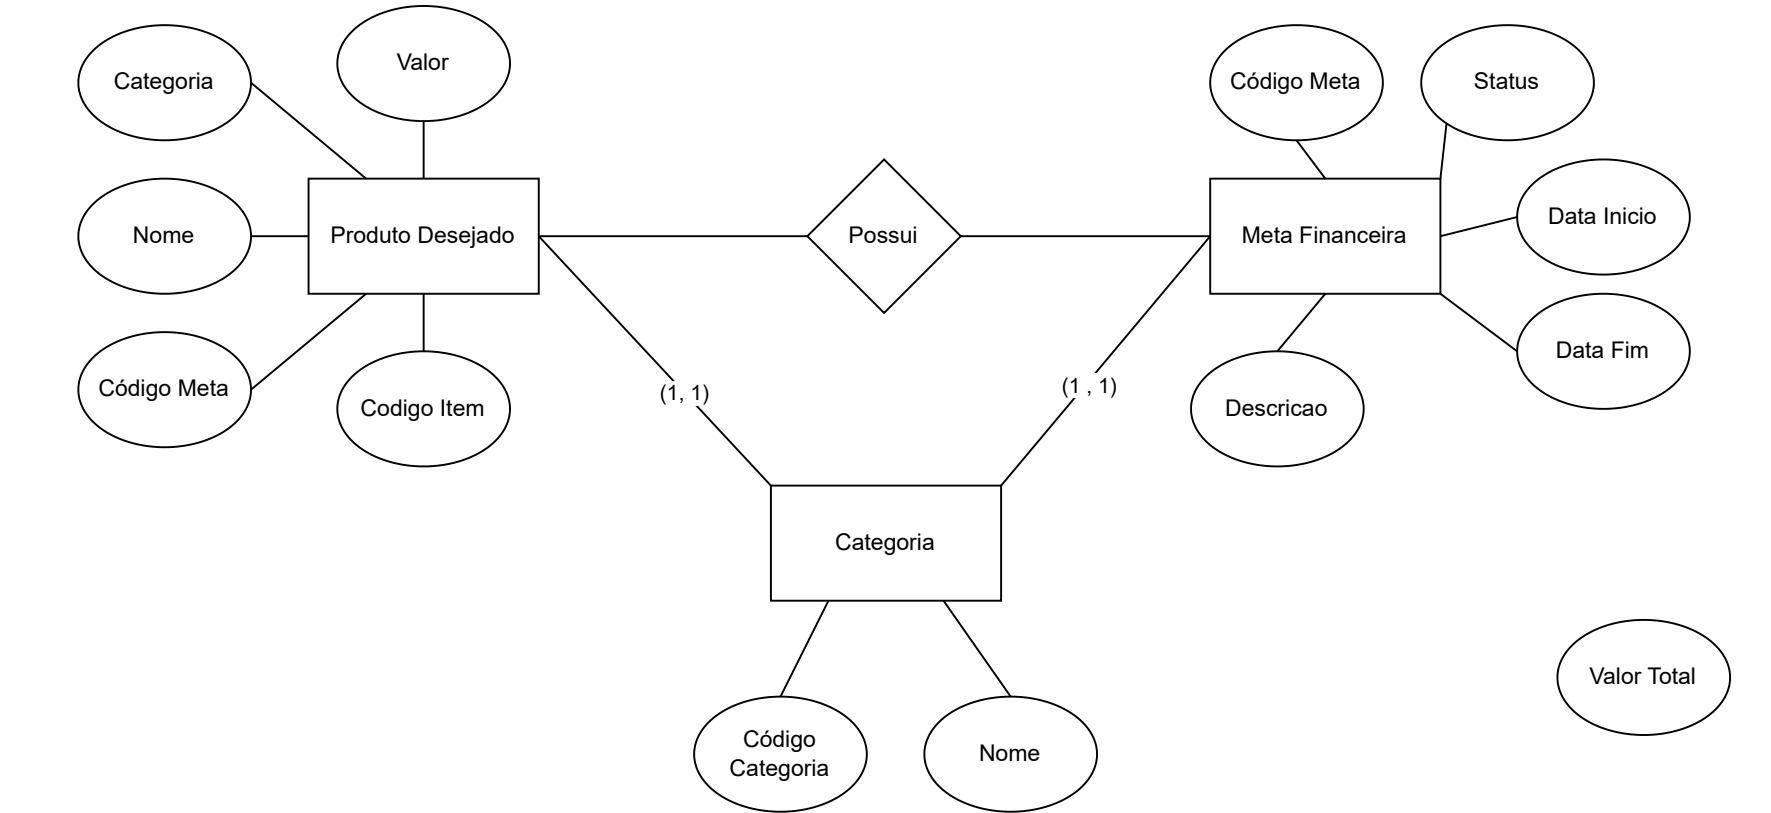 Categoria
Valor
Código Meta
Status
Nome
Produto Desejado
Possui
Meta Financeira
Data Inicio
Data Fim
Código Meta
Codigo Item
(1, 1)
(1 , 1)
Descricao
Categoria
Valor Total
Código
Categoria
Nome